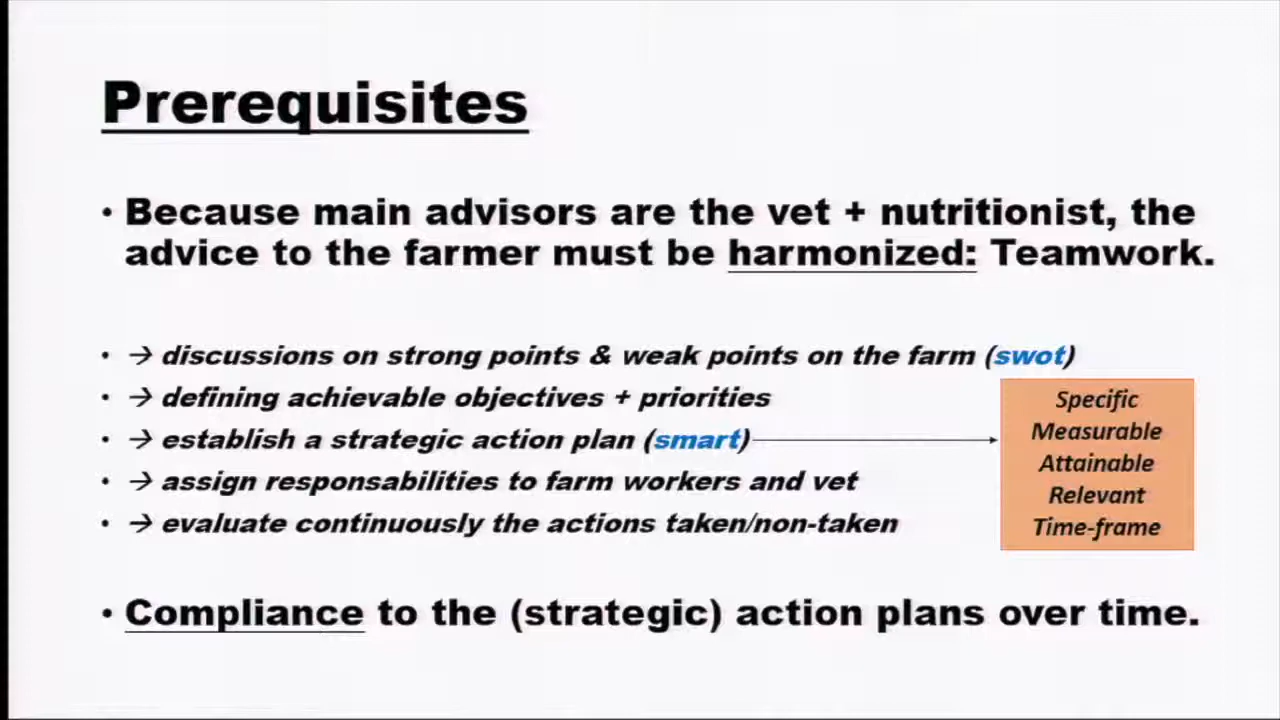 Prerequisites
• Because main advisors are the vet + nutritionist, the
advice to the farmer must be harmonized: Teamwork.
• → discussions on strong points & weak points on the farm (swot)
• → defining achievable objectives + priorities
• → establish a strategic action plan (smart)
• → assign responsabilities to farm workers and vet
• → evaluate continuously the actions taken/non-taken
Specific
Measurable
Attainable
Relevant
Time-frame
• Compliance to the (strategic) action plans over time.